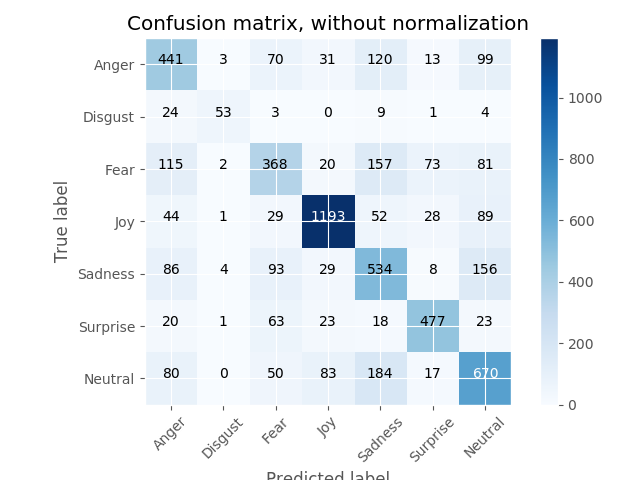 Confusion matrix, without normalization
True label
Anger 441 3 70 31 120 13 99
Disgust 24 53 3 0 9 1 4
Fear 115 2 368 20 157 73 81
Joy 44 1 29 1193 52 28 89
Sadness 86 4 93 29 534 8 156
Surprise 20 1 63 23 18 477 23
Neutral 80 0 50 83 184 17 670
Anger Disgust Fear Joy Sadness Surprise Neutral
Predicted label
1000
800
600
400
200
0